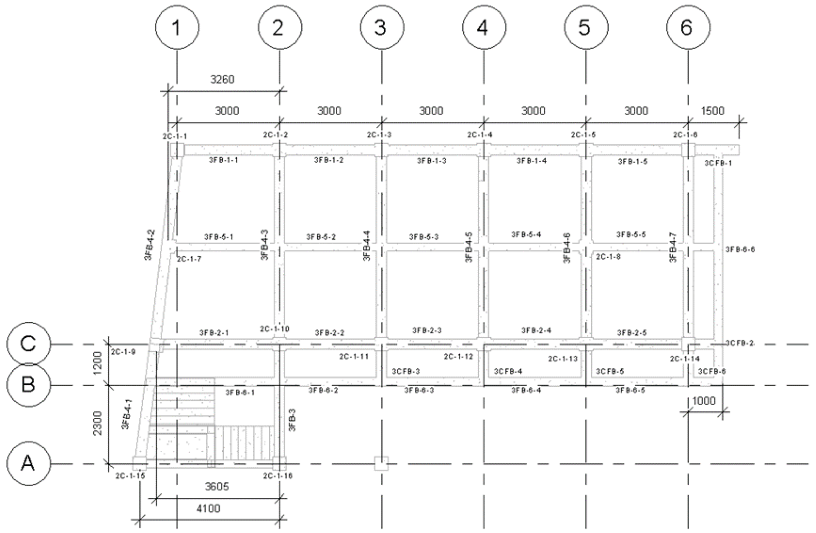 1 2 3 4 5 6
3260
3000 3000 3000 3000 3000 1500
2C-1-1 2C-1-2 2C-1-3 2C-1-4 2C-1-5 2C-1-6
3FB-1-1 3FB-1-2 3FB-1-3 3FB-1-4 3FB-1-5 3CFB-1
3FB-4-2 3FB-4-3 3FB-4-4 3FB-4-5 3FB-4-6 3FB-4-7
3FB-5-1 3FB-5-2 3FB-5-3 3FB-5-4 3FB-5-5
3FB-6-6
2C-1-7 2C-1-8
2C-1-10
3FB-2-1 3FB-2-2 3FB-2-3 3FB-2-4 3FB-2-5
C
3CFB-2
2C-1-9 2C-1-11 2C-1-12 2C-1-13 2C-1-14
1200
3CFB-3 3CFB-4 3CFB-5 3CFB-6
B
3FB-6-1 3FB-6-2 3FB-6-3 3FB-6-4 3FB-6-5
1000
2300
3FB-4-1 3FB-3
A
2C-1-15 2C-1-16
3605
4100